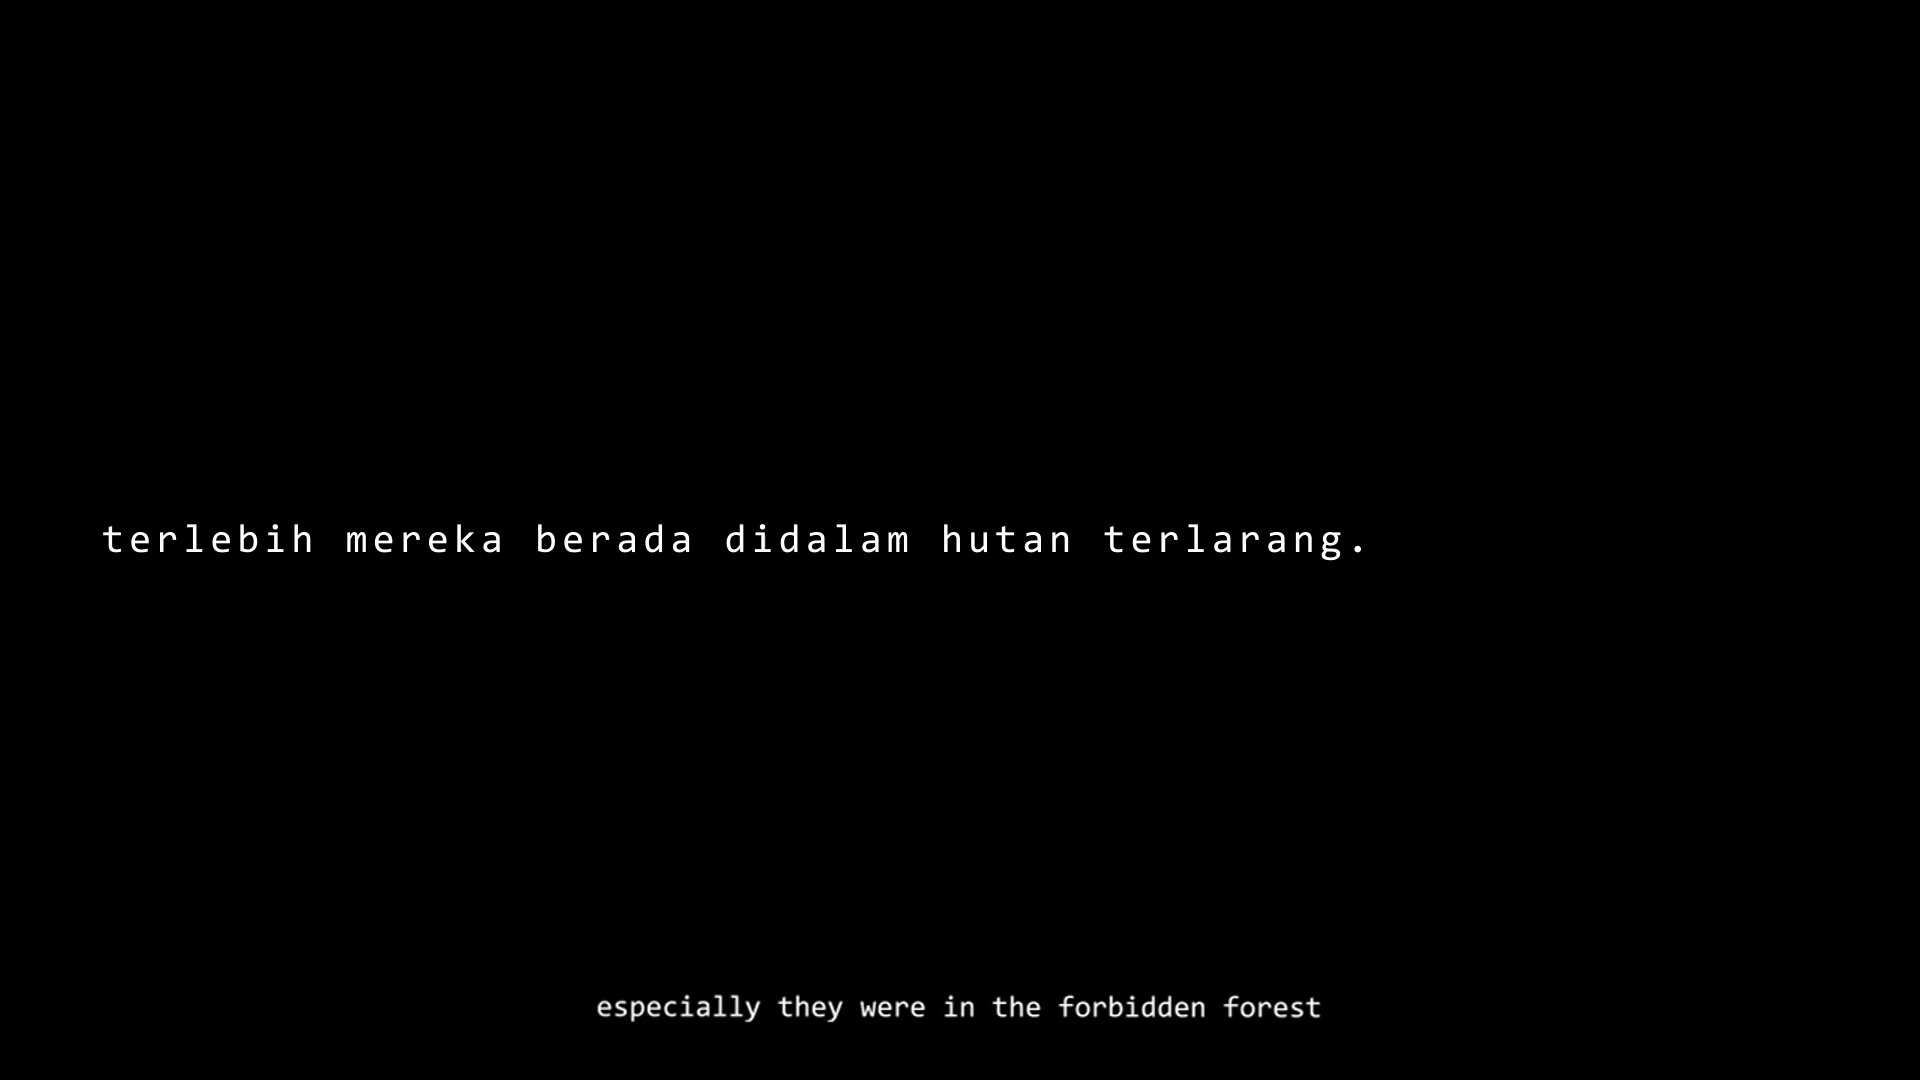 terlebih mereka berada didalam hutan terlarang.
especially they were in the forbidden forest